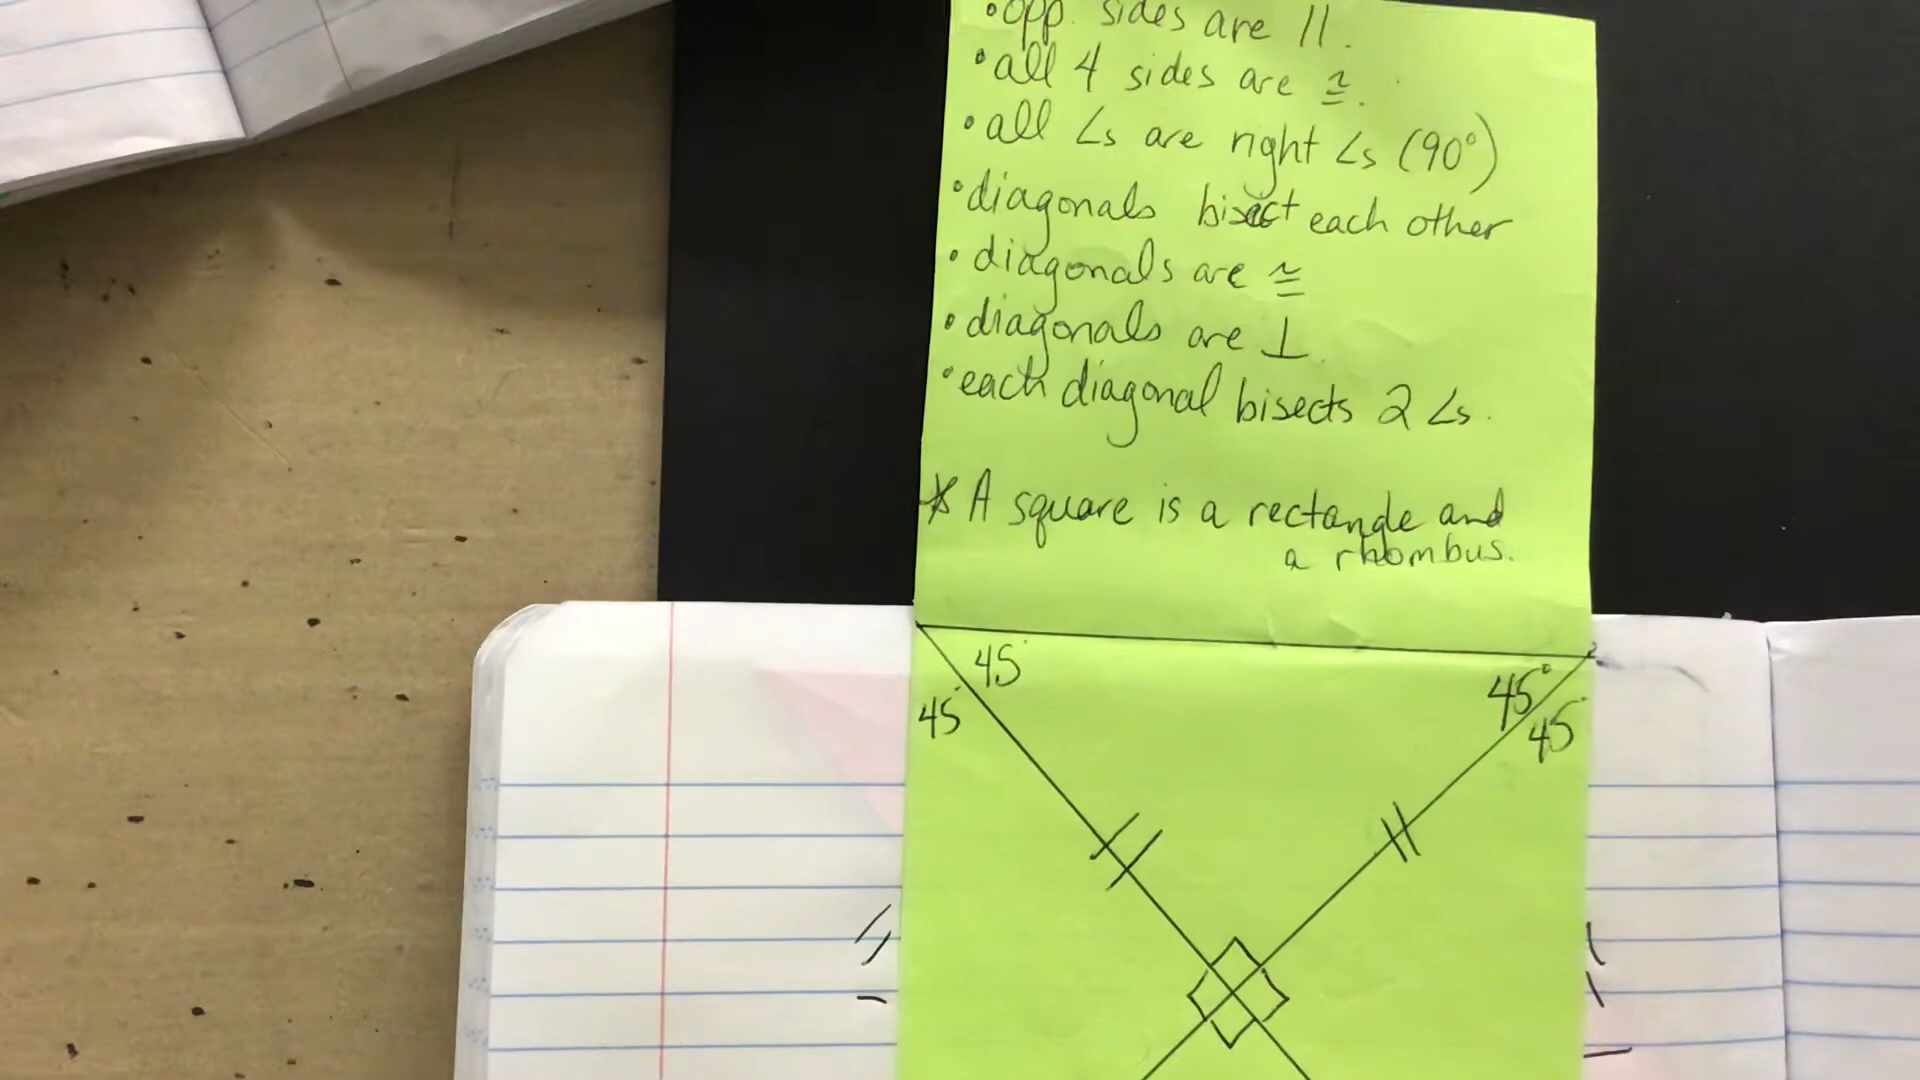 •opp. sides are ||.
•all 4 sides are ≅.
•all ∠s are right ∠s (90°)
•diagonals bisect each other
•diagonals are ≅
•diagonals are ⊥.
•each diagonal bisects 2 ∠s.
* A square is a rectangle and
a rhombus.
45° 45°
45° 45°